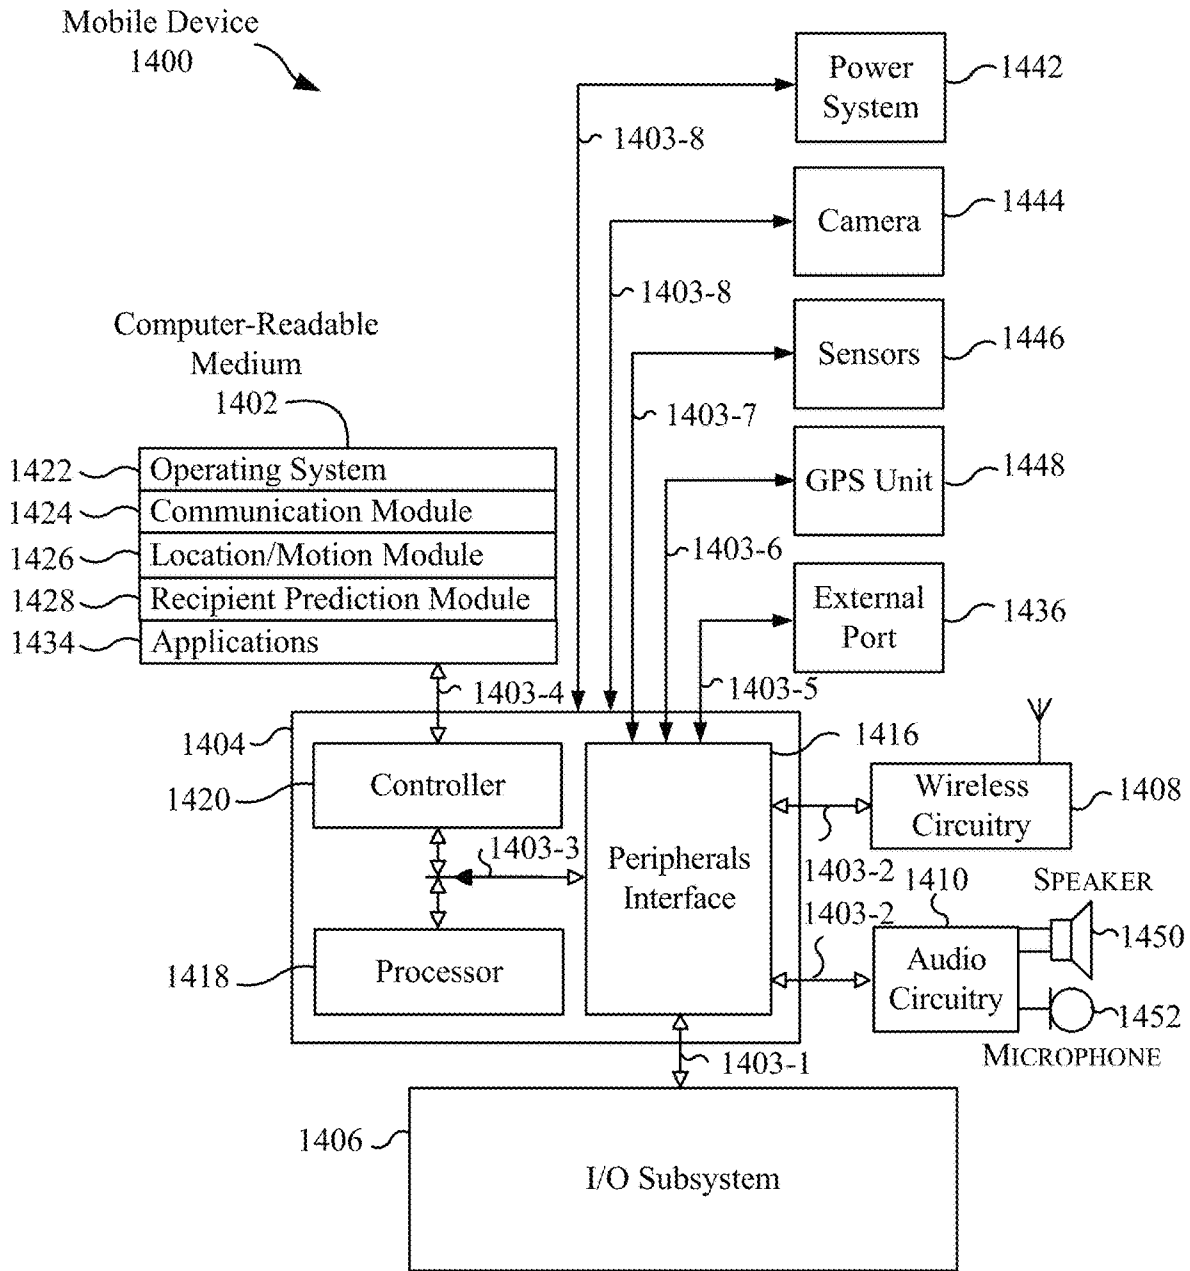 Mobile Device
1400
Power
System
1442
1403-8
Camera
1444
1403-8
Computer-Readable
Medium
1402
Sensors
1446
1403-7
1422
Operating System
1424
Communication Module
1426
Location/Motion Module
1428
Recipient Prediction Module
1434
Applications
GPS Unit
1448
1403-6
External
Port
1436
1403-5
1403-4
1404
1416
Controller
1420
Wireless
Circuitry
1408
1403-3
Peripherals
Interface
1403-2
1410
SPEAKER
1403-2
1450
Processor
1418
Audio
Circuitry
1452
MICROPHONE
1403-1
1406
I/O Subsystem